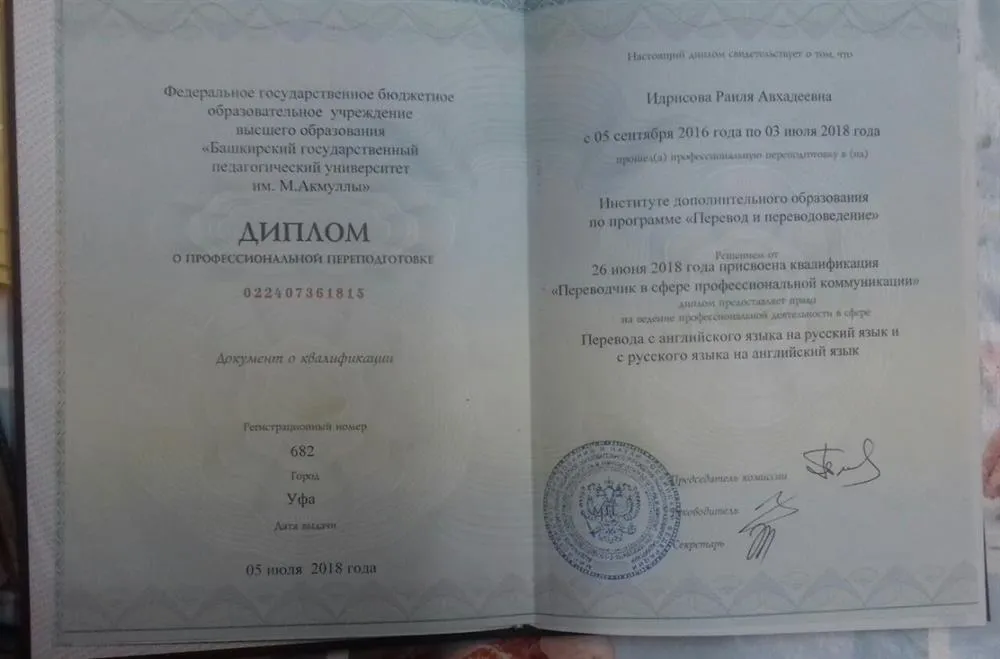 Федеральное государственное бюджетное
образовательное учреждение
высшего образования
«Башкирский государственный
педагогический университет
им. М.Акмуллы»
ДИПЛОМ
О ПРОФЕССИОНАЛЬНОЙ ПЕРЕПОДГОТОВКЕ
022407361815
Документ о квалификации
Регистрационный номер
682
Город
Уфа
Дата выдачи
05 июля 2018 года
Настоящий диплом свидетельствует о том, что
Идрисова Раиля Авхадеевна
с 05 сентября 2016 года по 03 июля 2018 года
прошел(а) профессиональную переподготовку в (на)
Институте дополнительного образования
по программе «Перевод и переводоведение»
Решением от
26 июня 2018 года присвоена квалификация
«Переводчик в сфере профессиональной коммуникации»
диплом предоставляет право
на ведение профессиональной деятельности в сфере
Перевода с английского языка на русский язык и
с русского языка на английский язык
Председатель комиссии
М.П.
Руководитель
Секретарь